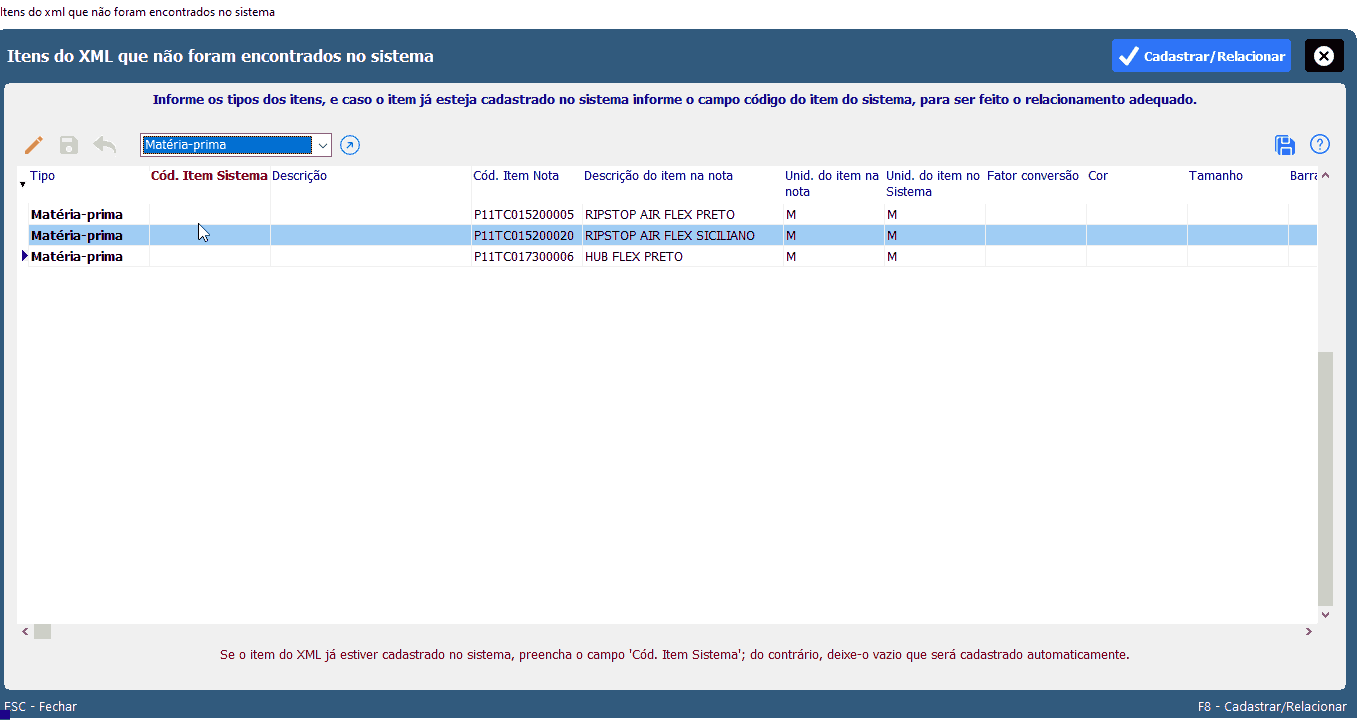 Itens do xml que não foram encontrados no sistema
Itens do XML que não foram encontrados no sistema
Cadastrar/Relacionar
Informe os tipos dos itens, e caso o item já esteja cadastrado no sistema informe o campo código do item do sistema, para ser feito o relacionamento adequado.
Matéria-prima
Tipo Cód. Item Sistema Descrição Cód. Item Nota Descrição do item na nota Unid. do item na nota Unid. do item no Sistema Fator conversão Cor Tamanho Barra
Matéria-prima P11TC015200005 RIPSTOP AIR FLEX PRETO M M
Matéria-prima P11TC015200020 RIPSTOP AIR FLEX SICILIANO M M
Matéria-prima P11TC017300006 HUB FLEX PRETO M M
Se o item do XML já estiver cadastrado no sistema, preencha o campo 'Cód. Item Sistema'; do contrário, deixe-o vazio que será cadastrado automaticamente.
ESC - Fechar F8 - Cadastrar/Relacionar